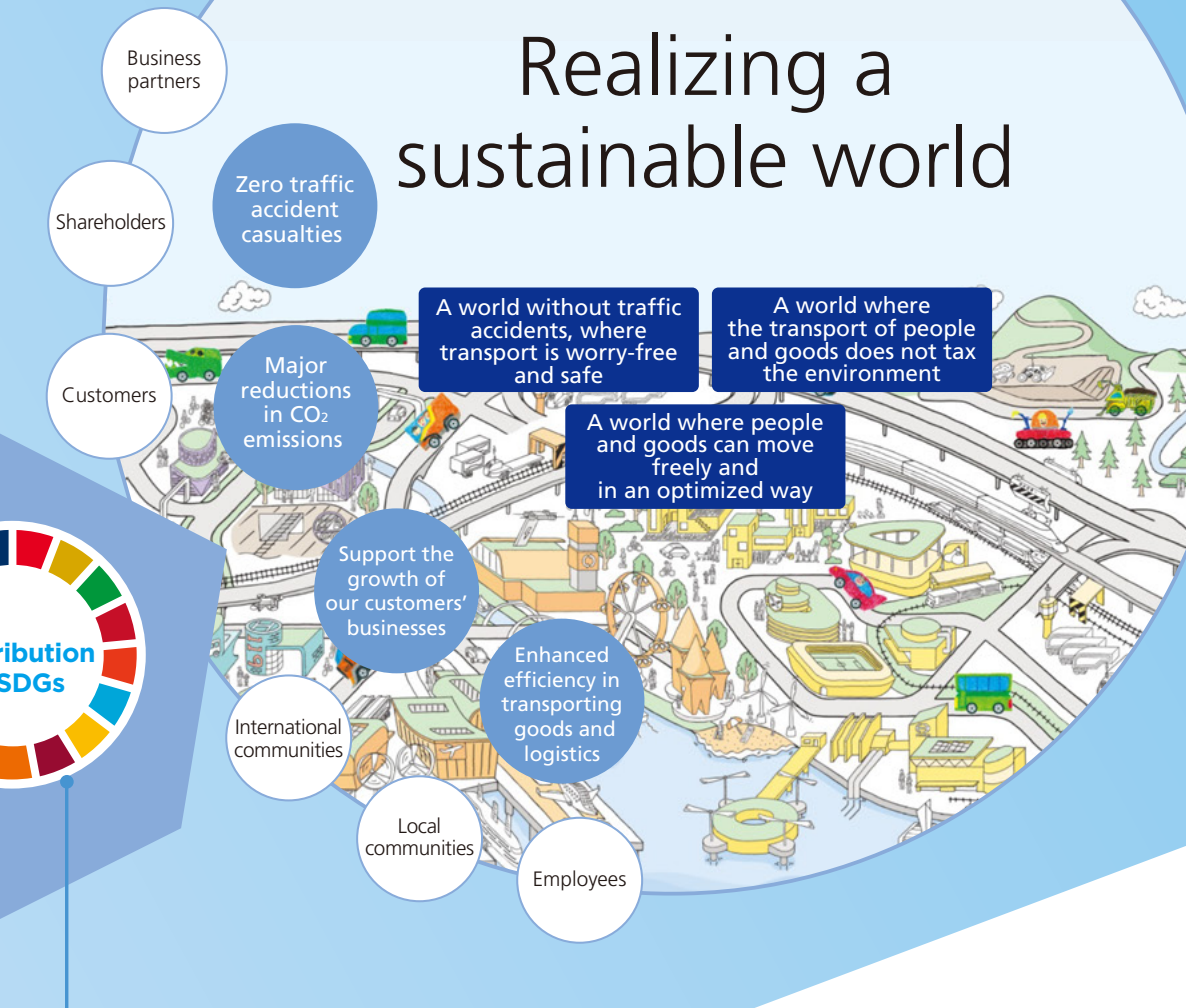 Realizing a
sustainable world
Business
partners
Shareholders
Customers
Zero traffic
accident
casualties
Major
reductions
in CO2
emissions
Support the
growth of
our customers'
businesses
Enhanced
efficiency in
transporting
goods and
logistics
A world without traffic
accidents, where
transport is worry-free
and safe
A world where
the transport of people
and goods does not tax
the environment
A world where people
and goods can move
freely and
in an optimized way
ribution
SDGs
International
communities
Local
communities
Employees